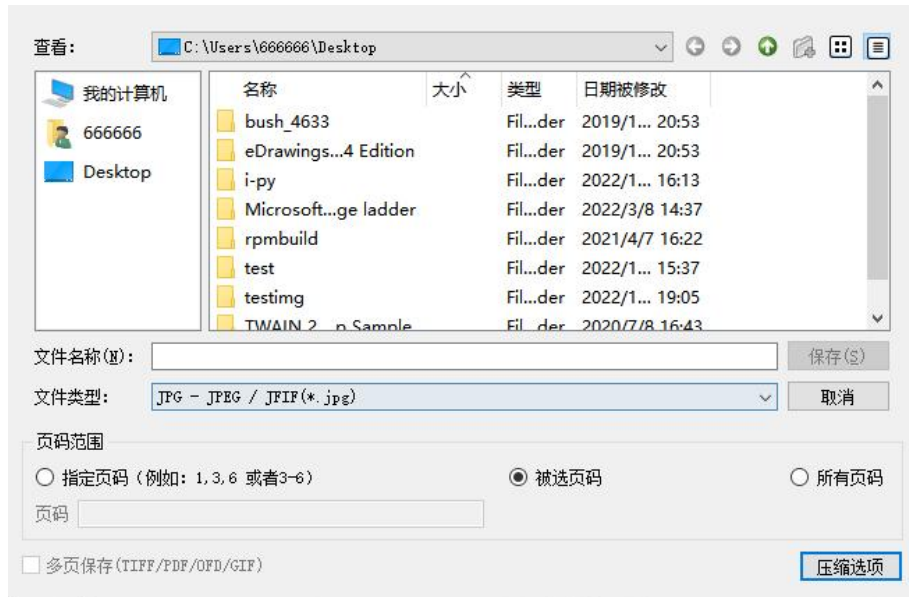 查看: C:\Users\666666\Desktop
我的计算机
666666
Desktop
名称 大小 类型 日期被修改
bush_4633 Fil...der 2019/1... 20:53
eDrawings...4 Edition Fil...der 2019/1... 20:53
i-py Fil...der 2022/1... 16:13
Microsoft...ge ladder Fil...der 2022/3/8 14:37
rpmbuild Fil...der 2021/4/7 16:22
test Fil...der 2022/1... 15:37
testimg Fil...der 2022/1... 19:05
TWAIN 2... n Sample Fil...der 2020/7/8 16:43
文件名称(N): 保存(S)
文件类型: JPG - JPEG / JFIF(*.jpg) 取消
页码范围
指定页码(例如: 1,3,6 或者3-6) 被选页码 所有页码
页码
多页保存(TIFF/PDF/OFD/GIF) 压缩选项